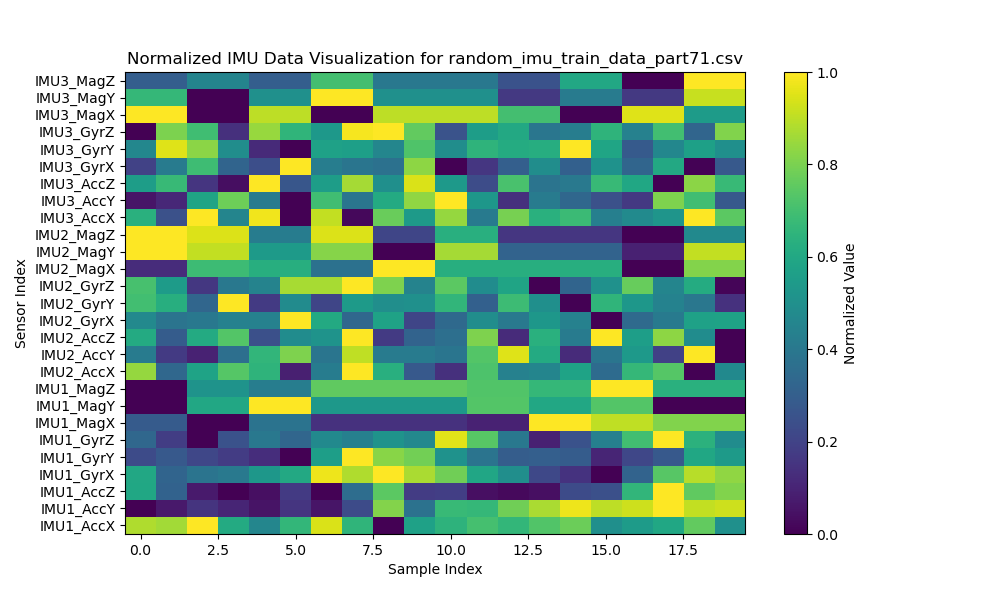 Normalized IMU Data Visualization for random_imu_train_data_part71.csv
IMU3_MagZ
IMU3_MagY
IMU3_MagX
IMU3_GyrZ
IMU3_GyrY
IMU3_GyrX
IMU3_AccZ
IMU3_AccY
IMU3_AccX
IMU2_MagZ
IMU2_MagY
IMU2_MagX
IMU2_GyrZ
IMU2_GyrY
IMU2_GyrX
IMU2_AccZ
IMU2_AccY
IMU2_AccX
IMU1_MagZ
IMU1_MagY
IMU1_MagX
IMU1_GyrZ
IMU1_GyrY
IMU1_GyrX
IMU1_AccZ
IMU1_AccY
IMU1_AccX
Sensor Index
0.0 2.5 5.0 7.5 10.0 12.5 15.0 17.5
Sample Index
1.0
0.8
0.6
0.4
0.2
0.0
Normalized Value